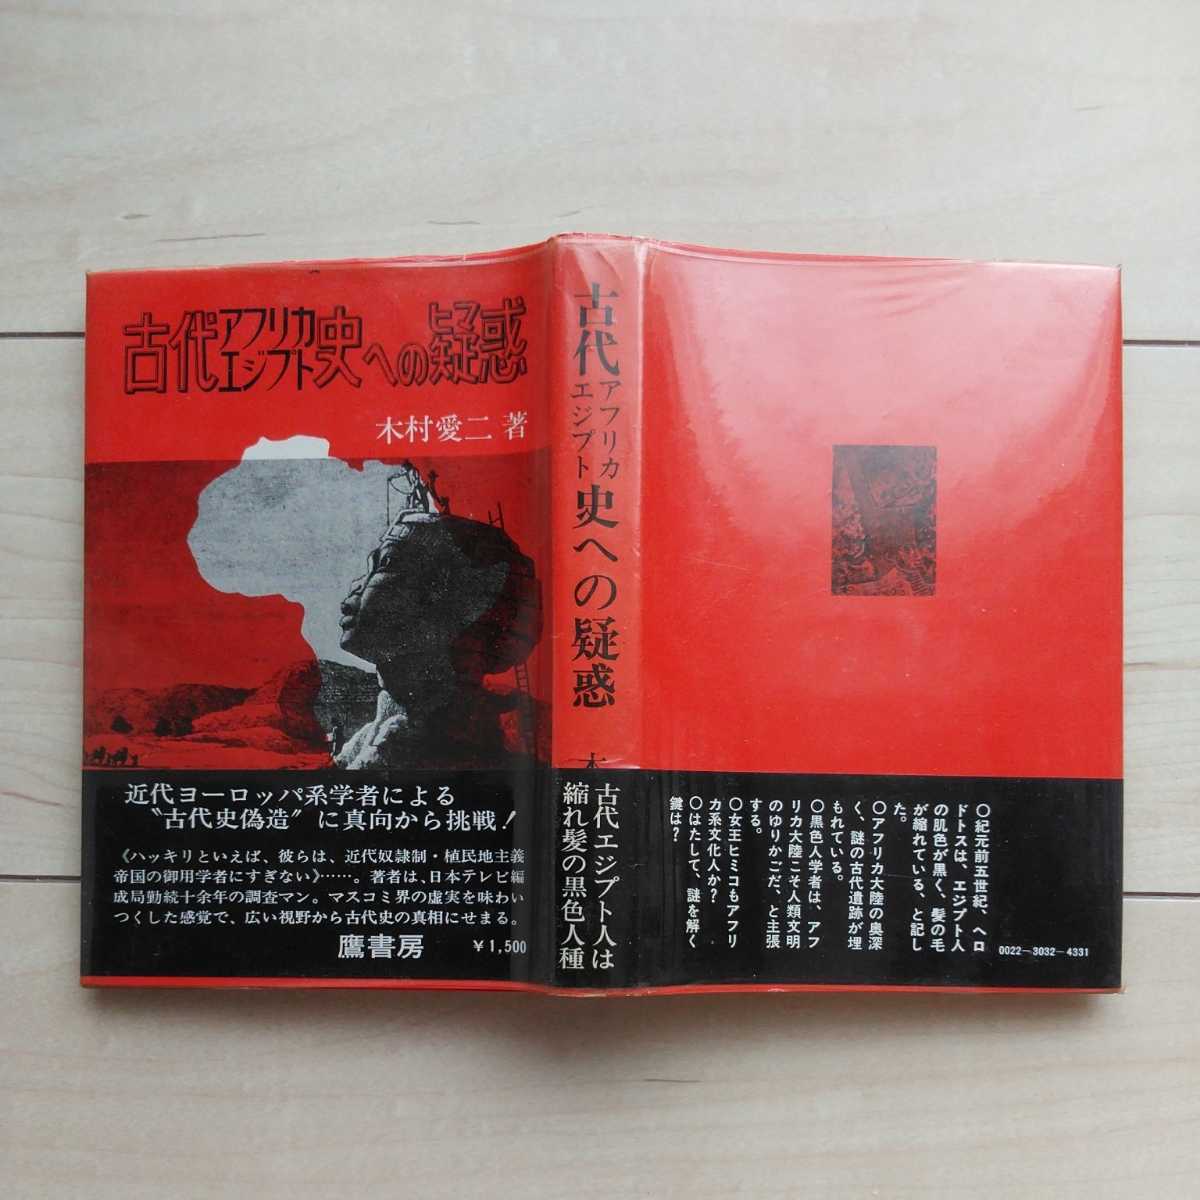 古代アフリカ
エジプト史への疑惑
木村愛二 著
近代ヨーロッパ系学者による
〝古代史偽造〟に真向から挑戦！
《ハッキリといえば、彼らは、近代奴隷制・植民地主義
帝国の御用学者にすぎない》……。著者は、日本テレビ編
成局勤続十余年の調査マン。マスコミ界の虚実を味わい
つくした感覚で、広い視野から古代史の真相にせまる。
鷹書房
￥1,500
古代アフリカ
エジプト史への疑惑
木
古代エジプト人は
縮れ髪の黒色人種
○紀元前五世紀、ヘロ
ドトスは、エジプト人
の肌色が黒く、髪の毛
が縮れている、と記し
た。
○アフリカ大陸の奥深
く、謎の古代遺跡が埋
もれている。
○黒色人学者は、アフ
リカ大陸こそ人類文明
のゆりかごだ、と主張
する。
○女王ヒミコもアフリ
カ系文化人か？
○はたして、謎を解く
鍵は？
0022－3032－4331